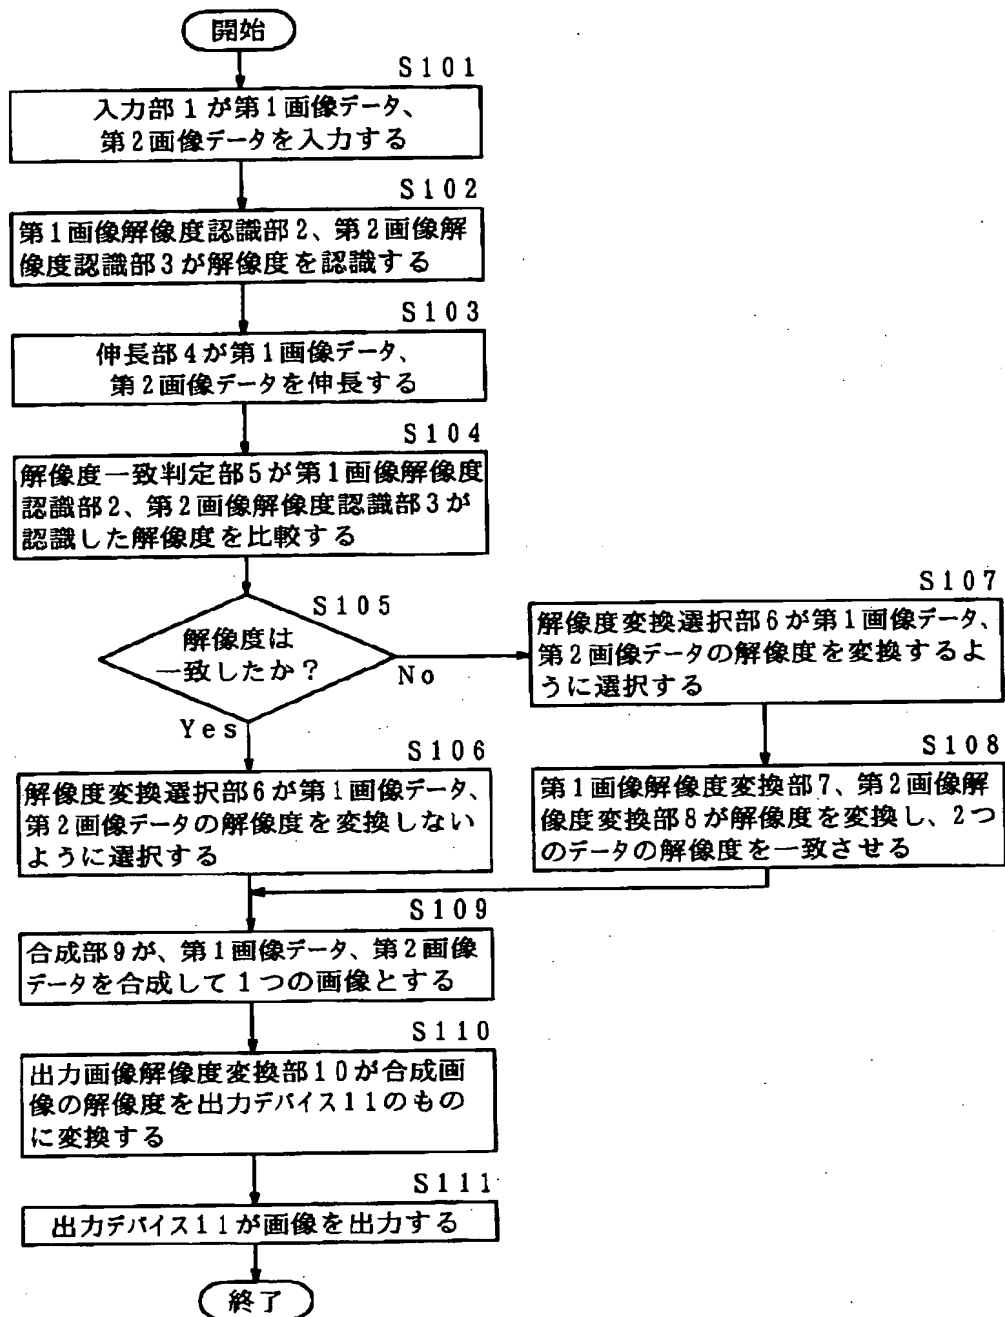 開始
S101
入力部1が第1画像データ、
第2画像データを入力する
S102
第1画像解像度認識部2、第2画像解
像度認識部3が解像度を認識する
S103
伸長部4が第1画像データ、
第2画像データを伸長する
S104
解像度一致判定部5が第1画像解像度
認識部2、第2画像解像度認識部3が
認識した解像度を比較する
S105
解像度は
一致したか?
No
Yes
S107
解像度変換選択部6が第1画像データ、
第2画像データの解像度を変換するよ
うに選択する
S106
解像度変換選択部6が第1画像データ、
第2画像データの解像度を変換しない
ように選択する
S108
第1画像解像度変換部7、第2画像解
像度変換部8が解像度を変換し、2つ
のデータの解像度を一致させる
S109
合成部9が、第1画像データ、第2画像
データを合成して1つの画像とする
S110
出力画像解像度変換部10が合成画
像の解像度を出力デバイス11のもの
に変換する
S111
出力デバイス11が画像を出力する
終了